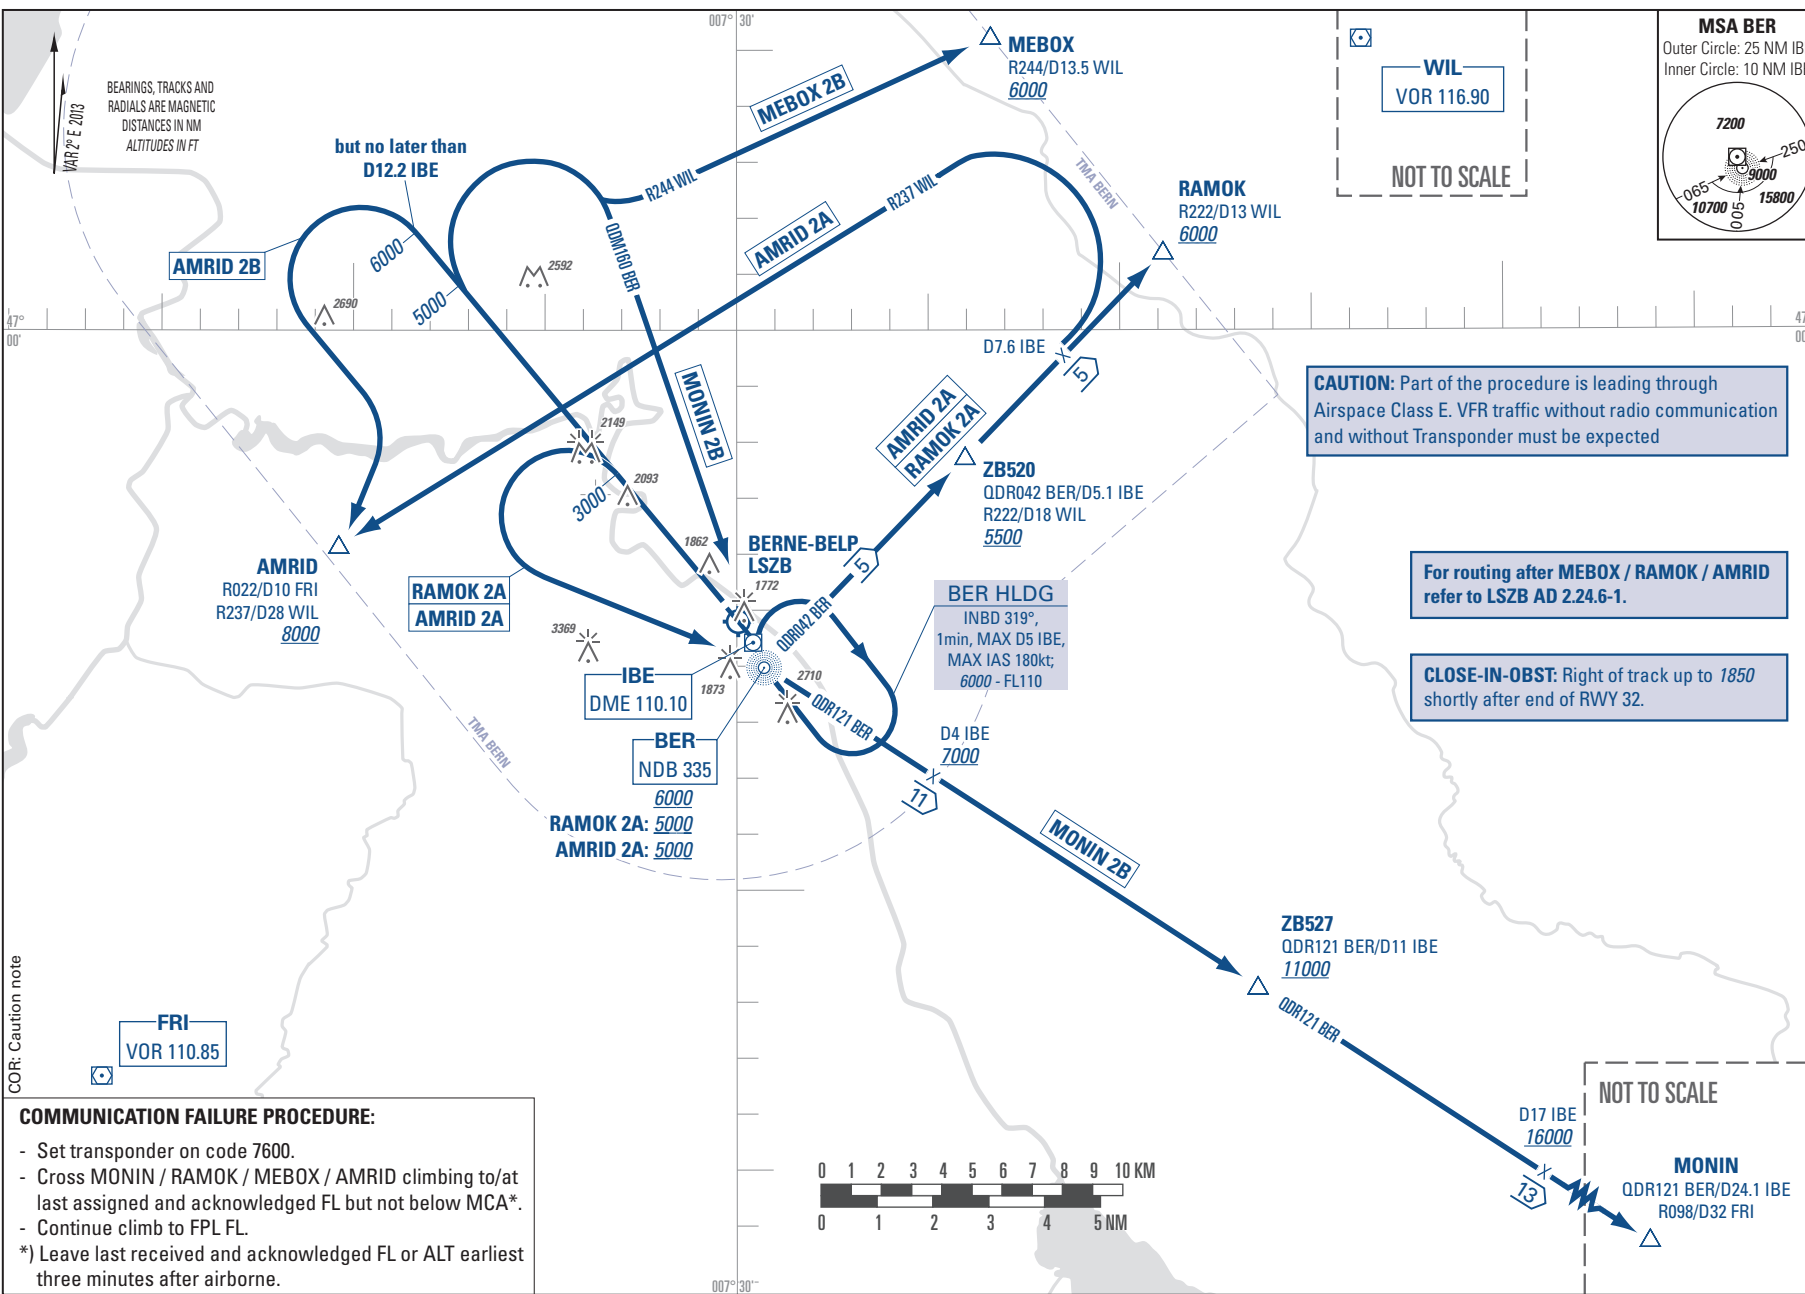 007° 30'
VAR 2° E 2013
BEARINGS, TRACKS AND
RADIALS ARE MAGNETIC
DISTANCES IN NM
ALTITUDES IN FT
but no later than
D12.2 IBE
MEBOX 2B
MEBOX
R244/D13.5 WIL
6000
WIL
VOR 116.90
NOT TO SCALE
MSA BER
Outer Circle: 25 NM IB
Inner Circle: 10 NM IB
7200
250
9000
065
10700
15800
005
R244 WIL
R237 WIL
TMA BERN
RAMOK
R222/D13 WIL
6000
AMRID 2A
AMRID 2B
6000
5000
QDM160 BER
2592
2690
47°
00'
47
00
D7.6 IBE
5
MONIN 2B
AMRID 2A
RAMOK 2A
CAUTION: Part of the procedure is leading through
Airspace Class E. VFR traffic without radio communication
and without Transponder must be expected
2149
2093
3000
ZB520
QDR042 BER/D5.1 IBE
R222/D18 WIL
5500
AMRID
R022/D10 FRI
R237/D28 WIL
8000
1862
BERNE-BELP
LSZB
1772
5
RAMOK 2A
AMRID 2A
QDR042 BER
BER HLDG
INBD 319°,
1min, MAX D5 IBE,
MAX IAS 180kt;
6000 - FL110
For routing after MEBOX / RAMOK / AMRID
refer to LSZB AD 2.24.6-1.
3369
IBE
DME 110.10
1873
2710
QDR121 BER
CLOSE-IN-OBST: Right of track up to 1850
shortly after end of RWY 32.
TMA BERN
BER
NDB 335
6000
RAMOK 2A: 5000
AMRID 2A: 5000
D4 IBE
7000
11
MONIN 2B
ZB527
QDR121 BER/D11 IBE
11000
QDR121 BER
COR: Caution note
FRI
VOR 110.85
NOT TO SCALE
D17 IBE
16000
13
MONIN
QDR121 BER/D24.1 IBE
R098/D32 FRI
COMMUNICATION FAILURE PROCEDURE:
- Set transponder on code 7600.
- Cross MONIN / RAMOK / MEBOX / AMRID climbing to/at
last assigned and acknowledged FL but not below MCA*.
- Continue climb to FPL FL.
*) Leave last received and acknowledged FL or ALT earliest
three minutes after airborne.
0 1 2 3 4 5 6 7 8 9 10 KM
0 1 2 3 4 5 NM
007° 30'